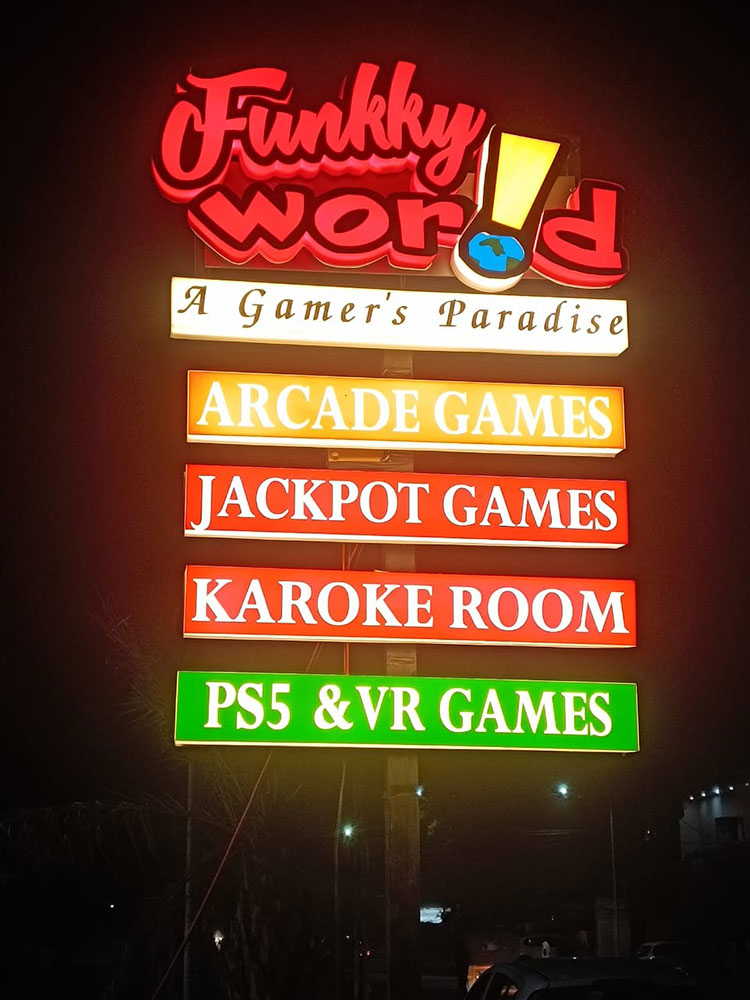 Funkky
wor!d
A Gamer's Paradise
ARCADE GAMES
JACKPOT GAMES
KAROKE ROOM
PS5 & VR GAMES